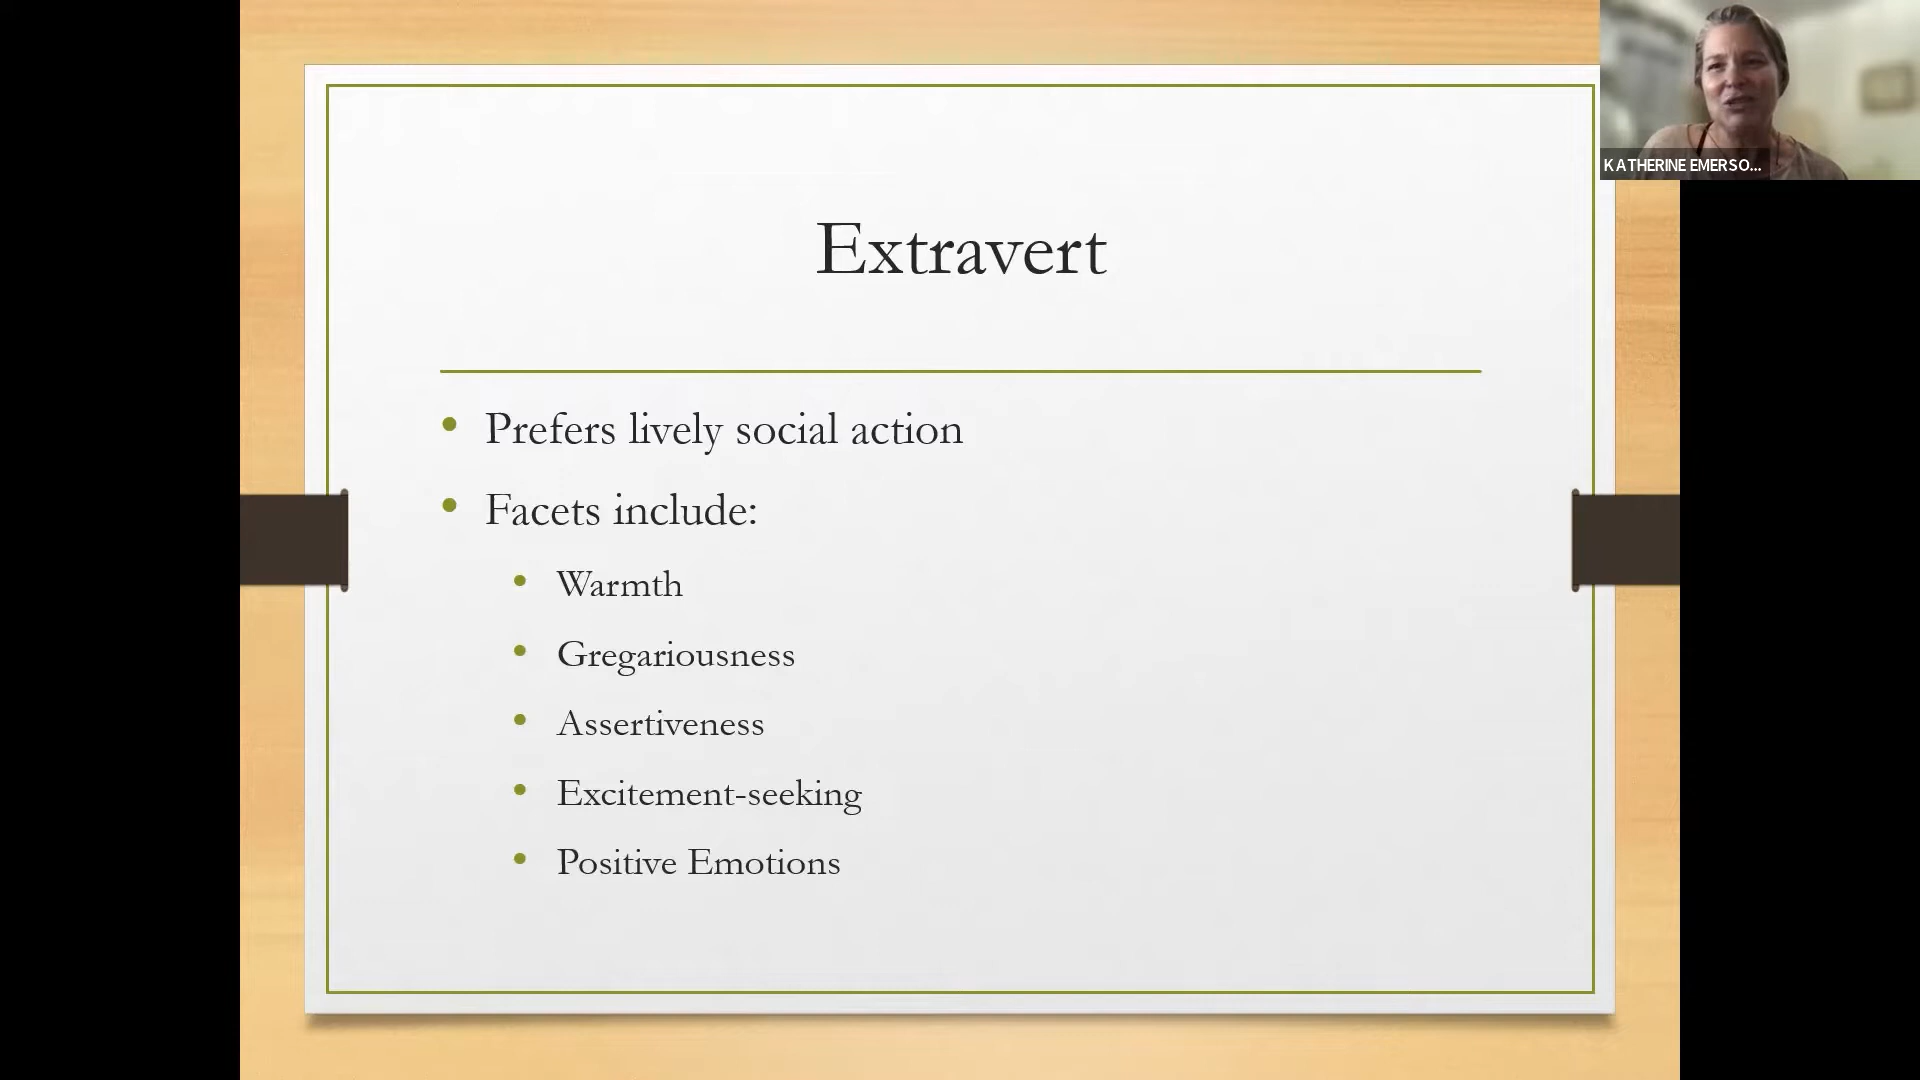 KATHERINE EMERSO...
Extravert
Prefers lively social action
Facets include:
Warmth
Gregariousness
Assertiveness
Excitement-seeking
Positive Emotions